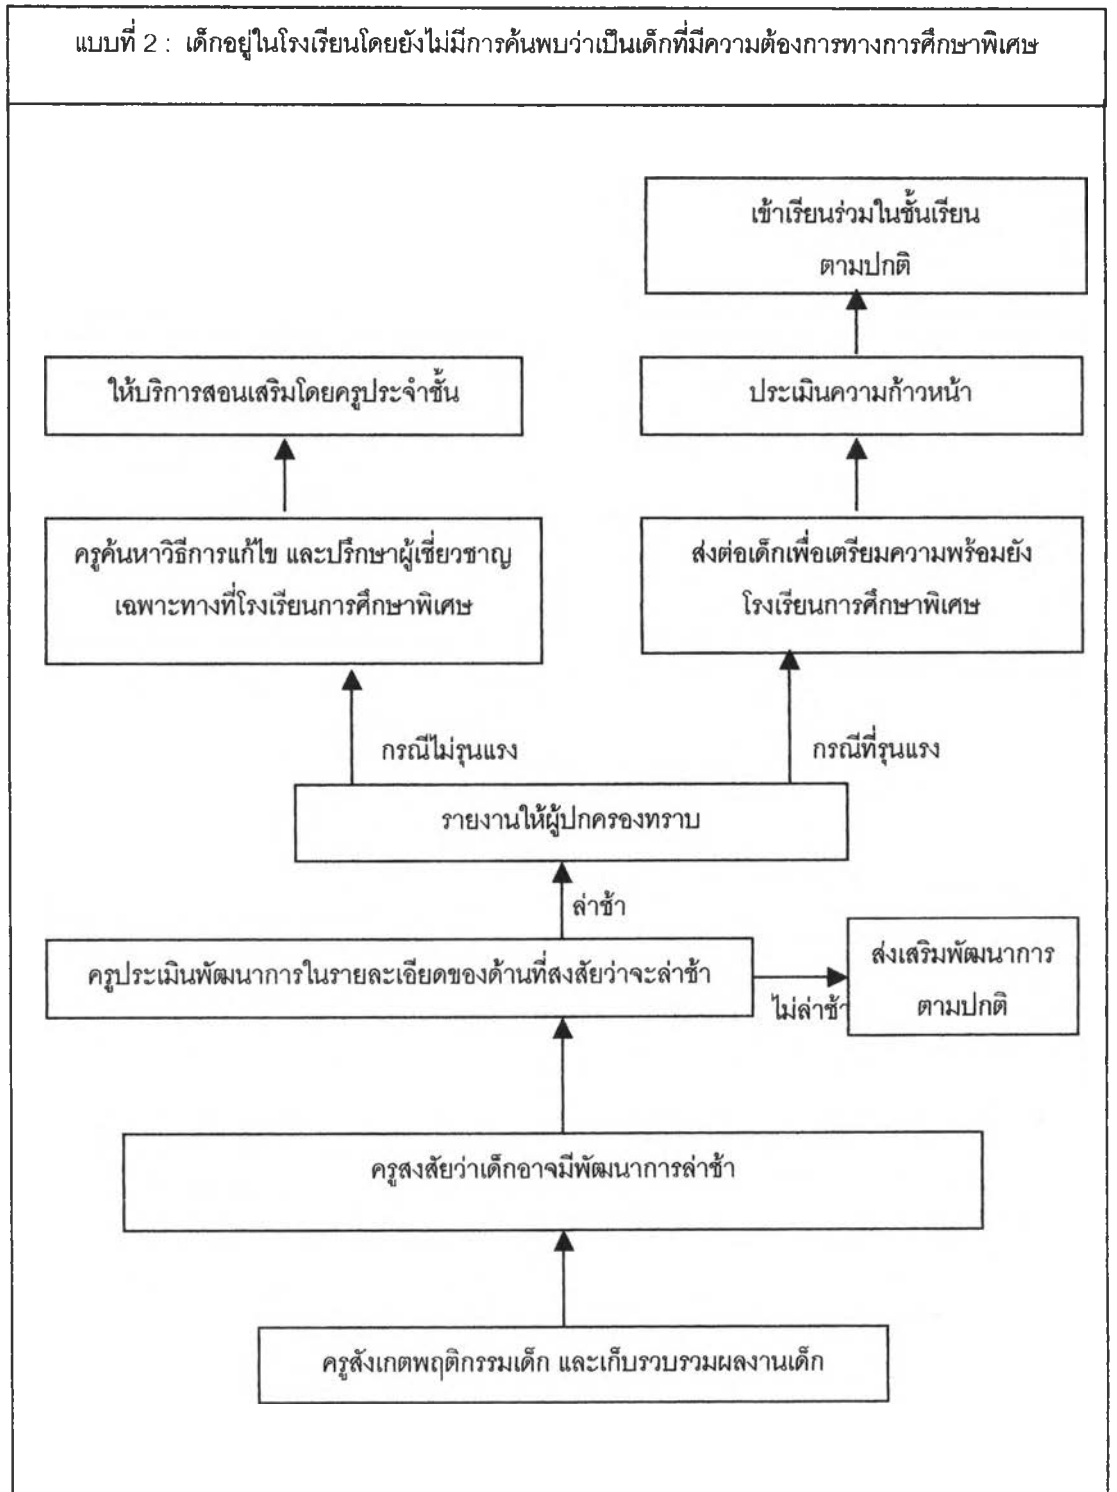 แบบที่ 2 : เด็กอยู่ในโรงเรียนโดยยังไม่มีการค้นพบว่าเป็นเด็กที่มีความต้องการทางการศึกษาพิเศษ
เข้าเรียนร่วมในชั้นเรียน
ตามปกติ
ให้บริการสอนเสริมโดยครูประจำชั้น
ประเมินความก้าวหน้า
ครูค้นหาวิธีการแก้ไข และปรึกษาผู้เชี่ยวชาญ
เฉพาะทางที่โรงเรียนการศึกษาพิเศษ
ส่งต่อเด็กเพื่อเตรียมความพร้อมยัง
โรงเรียนการศึกษาพิเศษ
กรณีไม่รุนแรง
กรณีที่รุนแรง
รายงานให้ผู้ปกครองทราบ
ล่าช้า
ครูประเมินพัฒนาการในรายละเอียดของด้านที่สงสัยว่าจะล่าช้า
ไม่ล่าช้า
ส่งเสริมพัฒนาการ
ตามปกติ
ครูสงสัยว่าเด็กอาจมีพัฒนาการล่าช้า
ครูสังเกตพฤติกรรมเด็ก และเก็บรวบรวมผลงานเด็ก